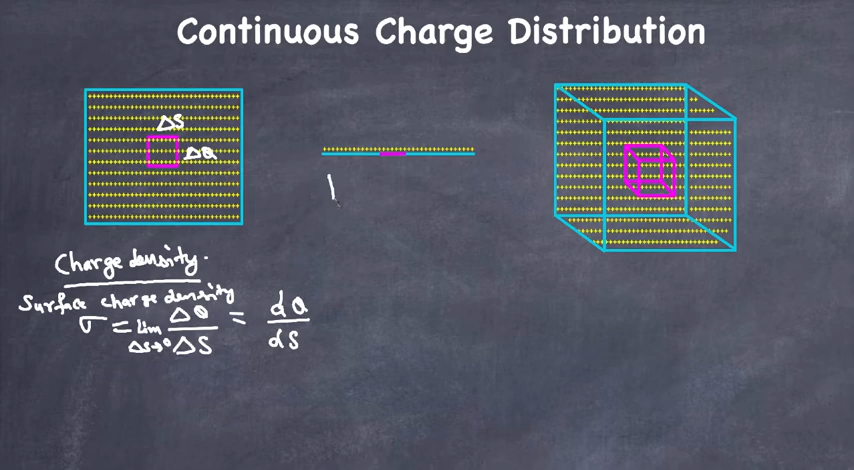 Continuous Charge Distribution
ΔS
ΔQ
Charge density.
Surface charge density
σ = lim ΔS→0 ΔQ/ΔS = dQ/dS